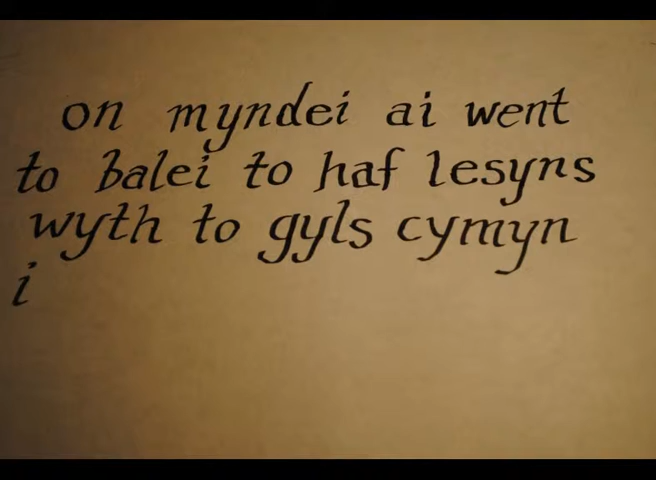 on myndei ai went
to balei to haf lesyns
wyth to gyls cymyn
i